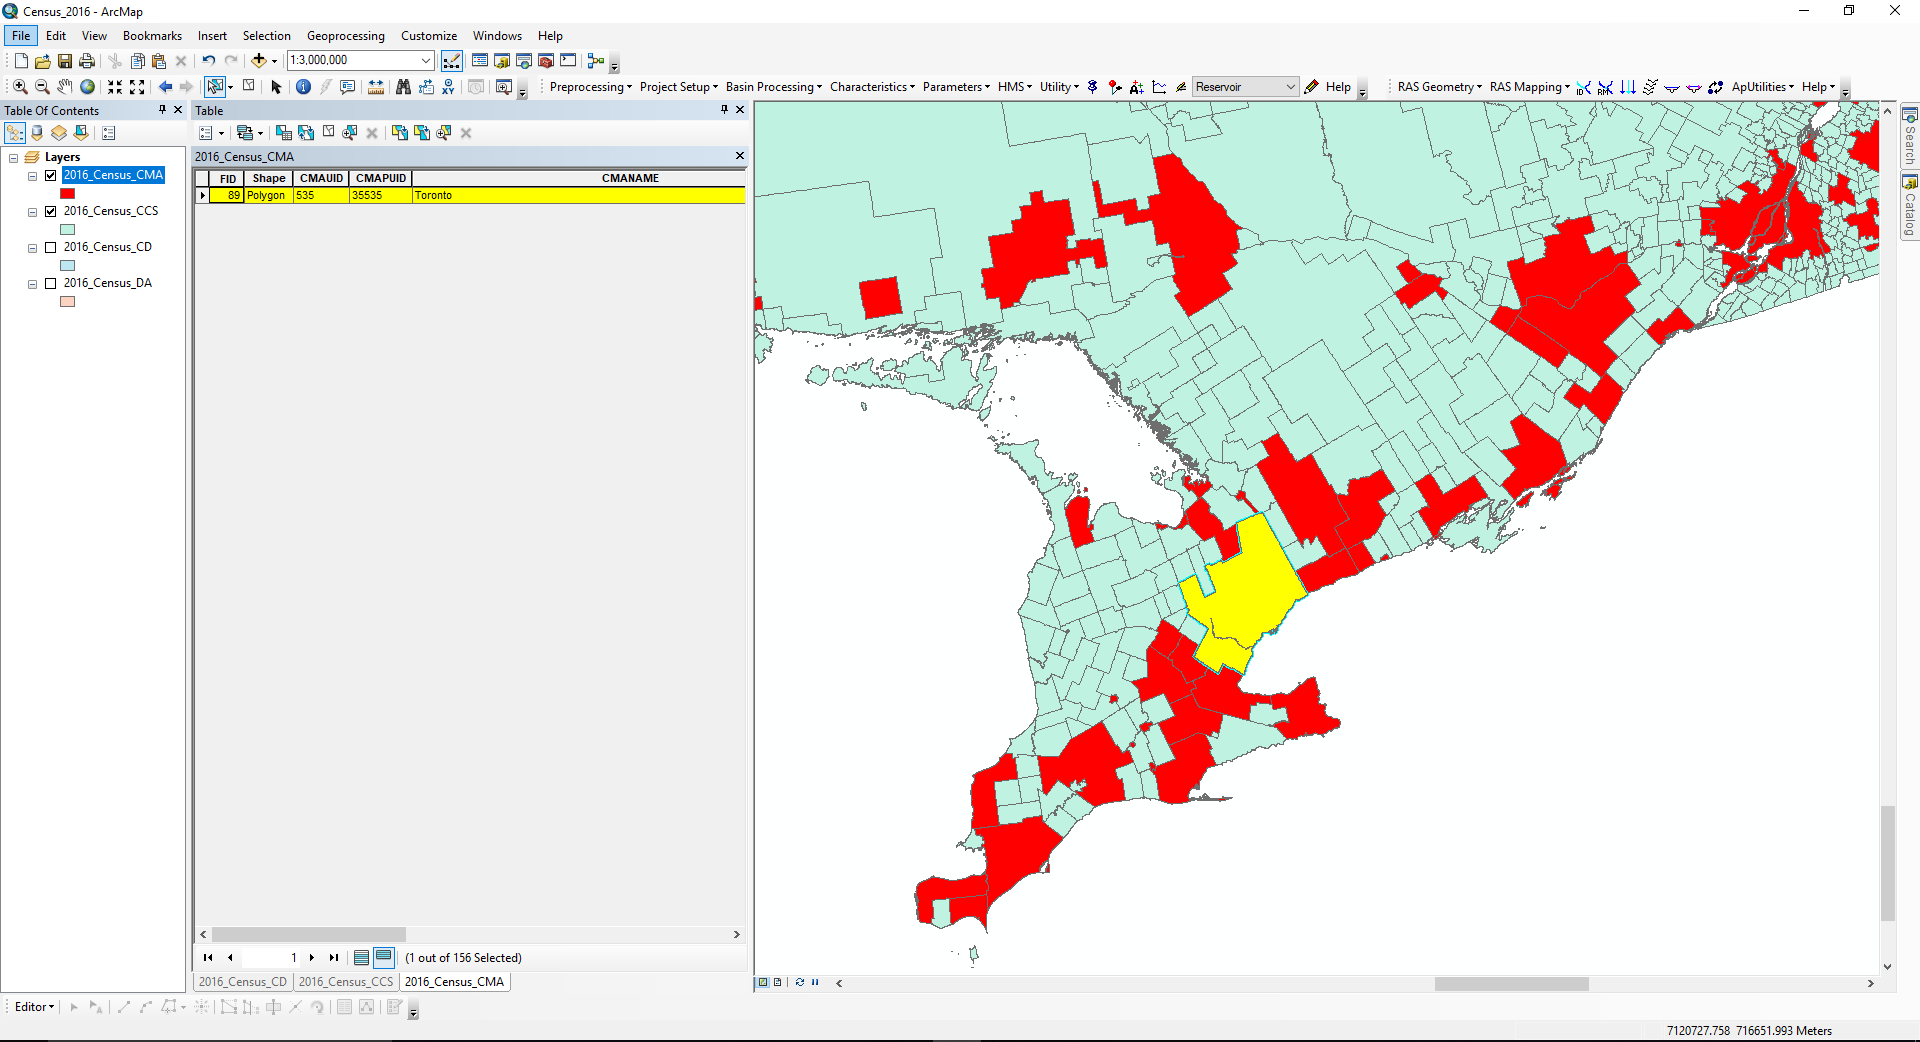 Census_2016 - ArcMap
File Edit View Bookmarks Insert Selection Geoprocessing Customize Windows Help
1:3,000,000
Preprocessing Project Setup Basin Processing Characteristics Parameters HMS Utility Reservoir Help RAS Geometry RAS Mapping ApUtilities Help
Table Of Contents
Table
Layers
2016_Census_CMA
2016_Census_CCS
2016_Census_CD
2016_Census_DA
2016_Census_CMA
FID Shape CMAUID CMAPUID CMANAME
89 Polygon 535 35535 Toronto
1 (1 out of 156 Selected)
2016_Census_CD 2016_Census_CCS 2016_Census_CMA
Search
Catalog
Editor
7120727.758 716651.993 Meters